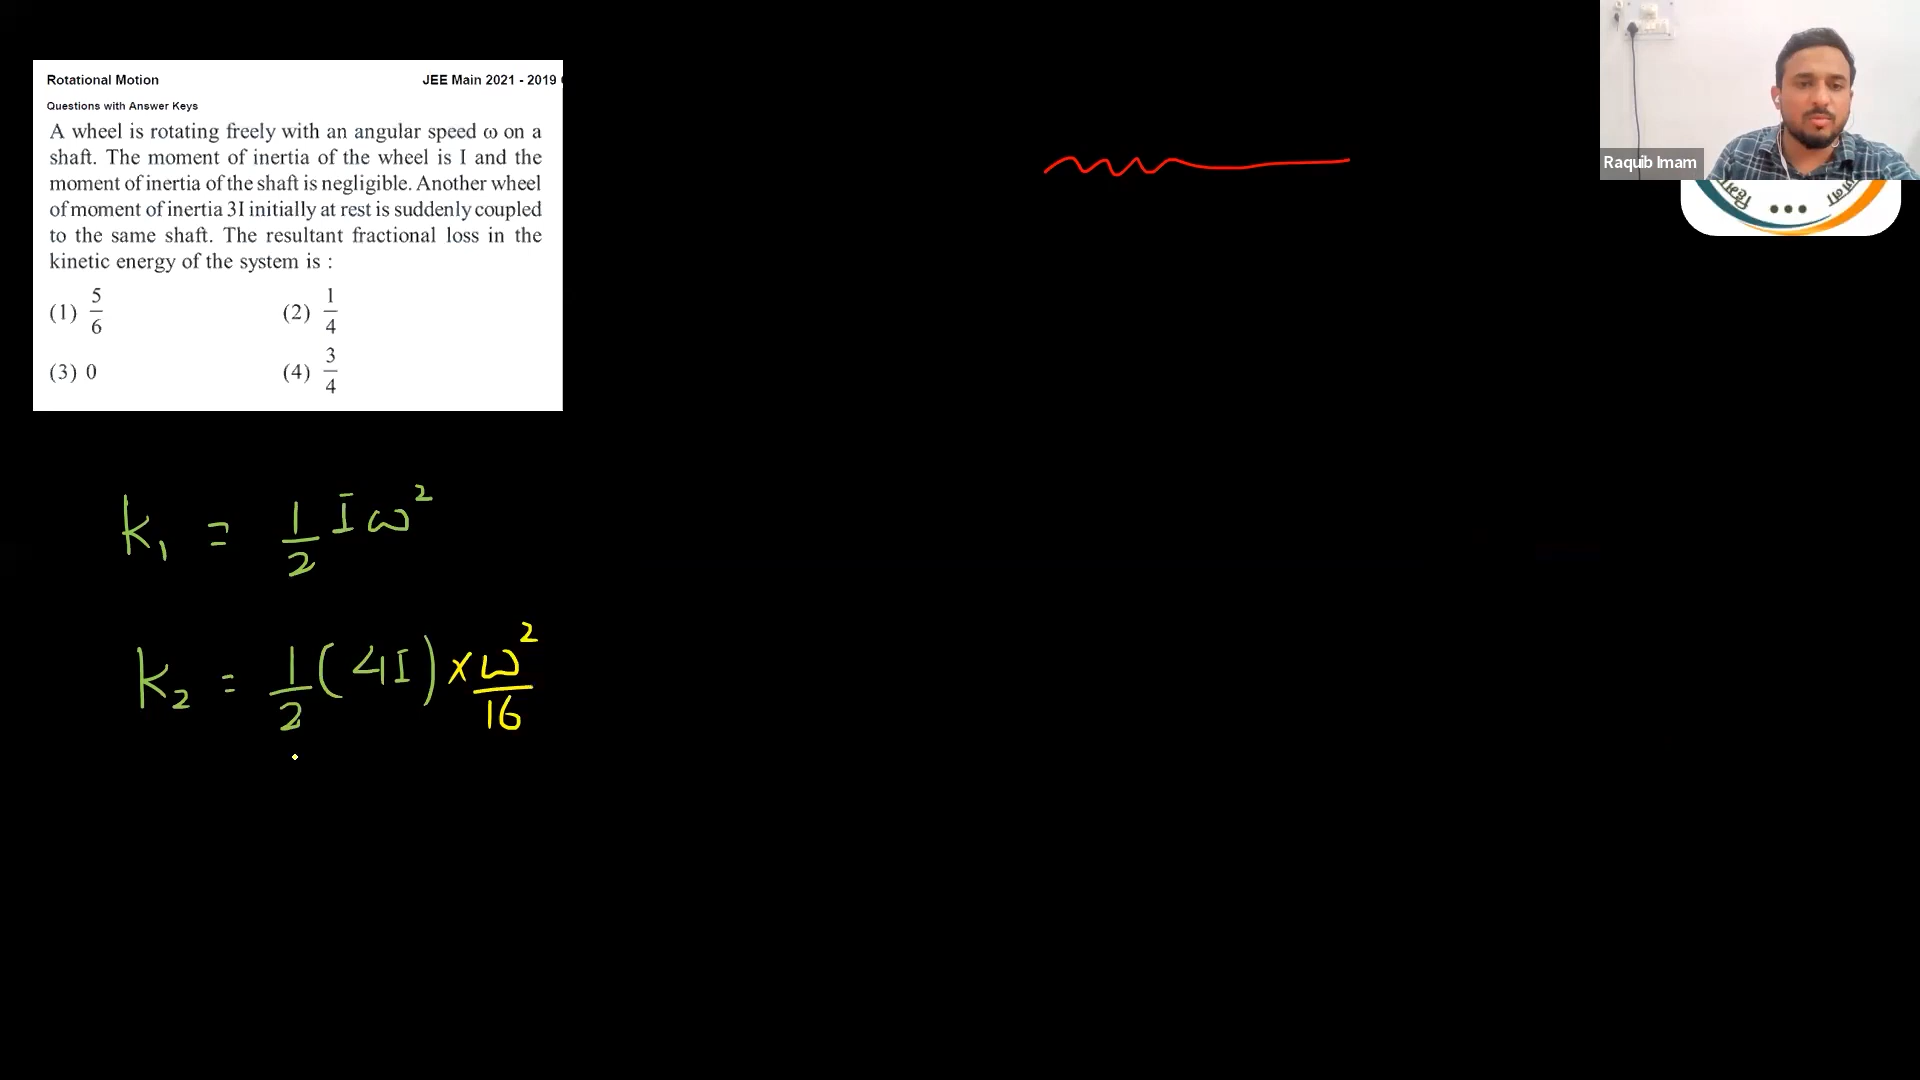 Rotational Motion JEE Main 2021 - 2019
Questions with Answer Keys
A wheel is rotating freely with an angular speed ω on a
shaft. The moment of inertia of the wheel is I and the
moment of inertia of the shaft is negligible. Another wheel
of moment of inertia 3I initially at rest is suddenly coupled
to the same shaft. The resultant fractional loss in the
kinetic energy of the system is :
(1) 5/6 (2) 1/4
(3) 0 (4) 3/4
K₁ = 1/2 I ω²
K₂ = 1/2 (4I) × ω²/16
Raquib Imam